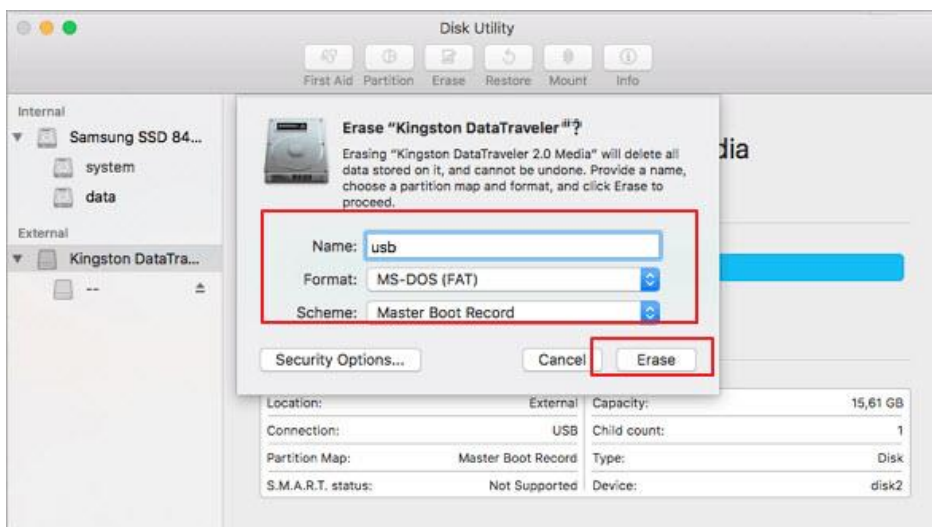 Disk Utility
First Aid Partition Erase Restore Mount Info
Internal
Samsung SSD 84...
system
data
External
Kingston DataTra...
--
dia
Erase “Kingston DataTraveler"?
Erasing “Kingston DataTraveler 2.0 Media” will delete all
data stored on it, and cannot be undone. Provide a name,
choose a partition map and format, and click Erase to
proceed.
Name: usb
Format: MS-DOS (FAT)
Scheme: Master Boot Record
Security Options... Cancel Erase
Location: External Capacity: 15,61 GB
Connection: USB Child count: 1
Partition Map: Master Boot Record Type: Disk
S.M.A.R.T. status: Not Supported Device: disk2